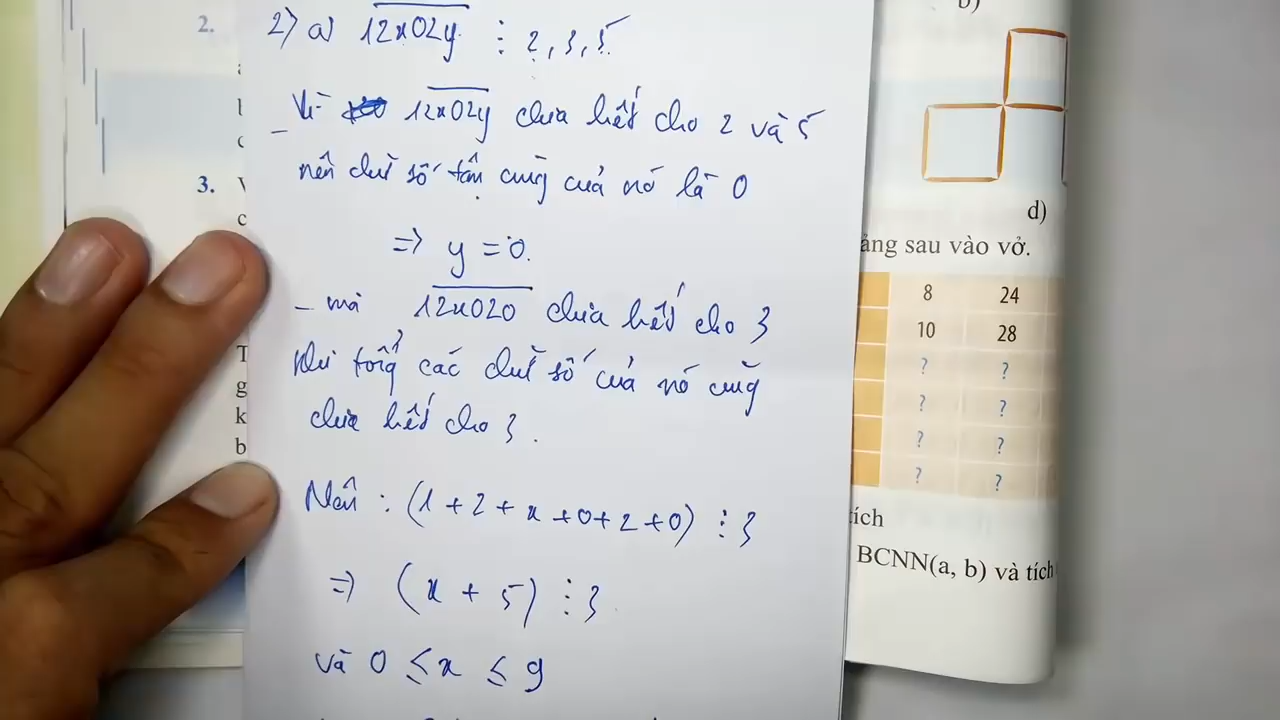 2) a) 12x02y ⋮ 2, 3, 5
- Vì 12x02y chia hết cho 2 và 5
nên chữ số tận cùng của nó là 0
=> y = 0.
- mà 12x020 chia hết cho 3
khi tổng các chữ số của nó cũng
chia hết cho 3.
Nên : (1+2+x+0+2+0) ⋮ 3
=> (x + 5) ⋮ 3
và 0 ≤ x ≤ 9
2.
3.
T
g
k
b
b)
d)
ảng sau vào vở.
8 24
10 28
? ?
? ?
? ?
? ?
tích
BCNN(a, b) và tích